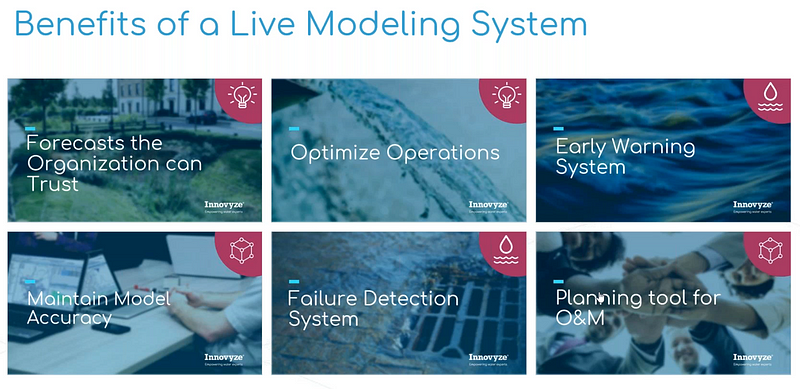 Benefits of a Live Modeling System
Forecasts the
Organization can
Trust
Innovyze
Empowering water experts
Optimize Operations
Innovyze
Empowering water experts
Early Warning
System
Innovyze
Empowering water experts
Maintain Model
Accuracy
Innovyze
Empowering water experts
Failure Detection
System
Innovyze
Empowering water experts
Planning tool for
O&M
Innovyze
Empowering water experts